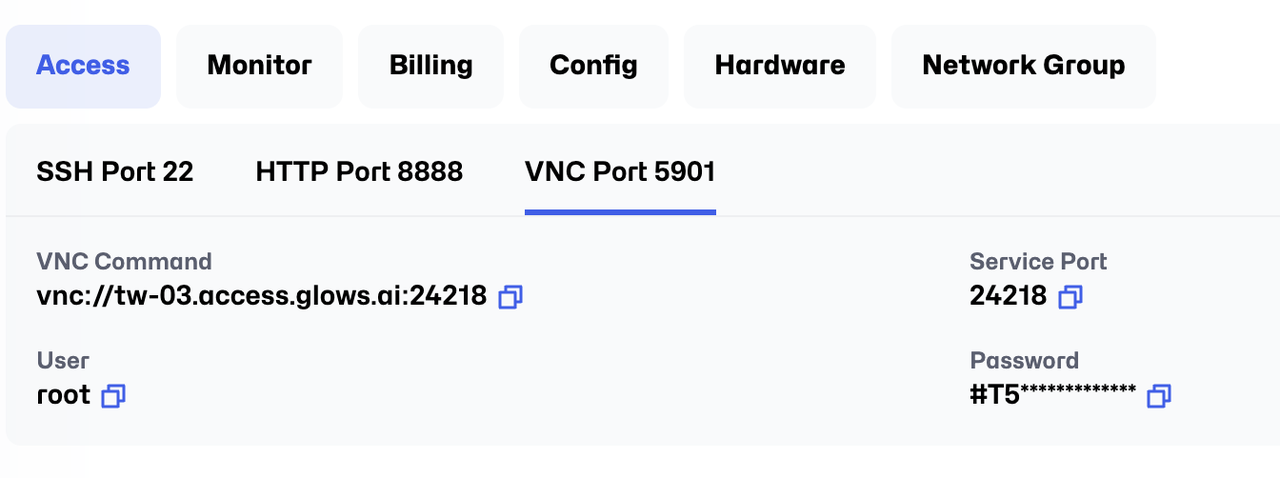 Access Monitor Billing Config Hardware Network Group
SSH Port 22 HTTP Port 8888 VNC Port 5901
VNC Command Service Port
vnc://tw-03.access.glows.ai:24218 24218
User Password
root #T5*************